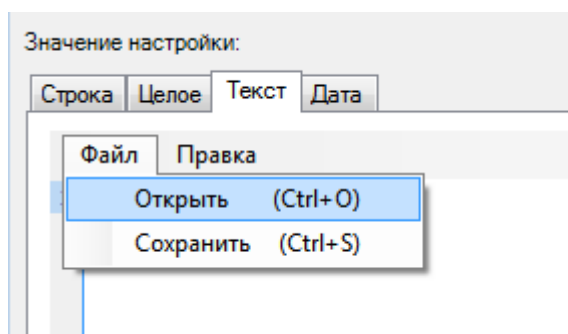 Значение настройки:
Строка Целое Текст Дата
Файл Правка
Открыть (Ctrl+O)
Сохранить (Ctrl+S)